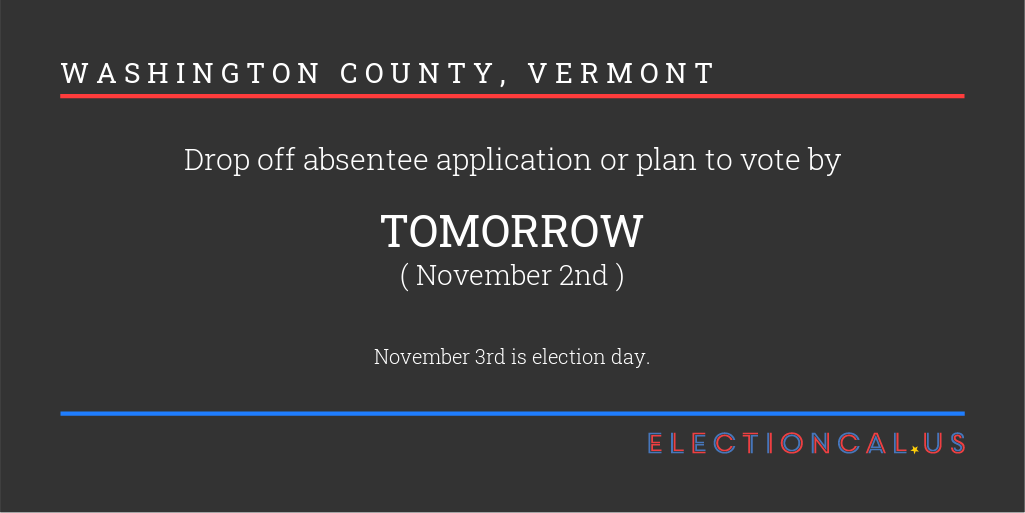 WASHINGTON COUNTY, VERMONT
Drop off absentee application or plan to vote by
TOMORROW
( November 2nd )
November 3rd is election day.
ELECTIONCAL.US